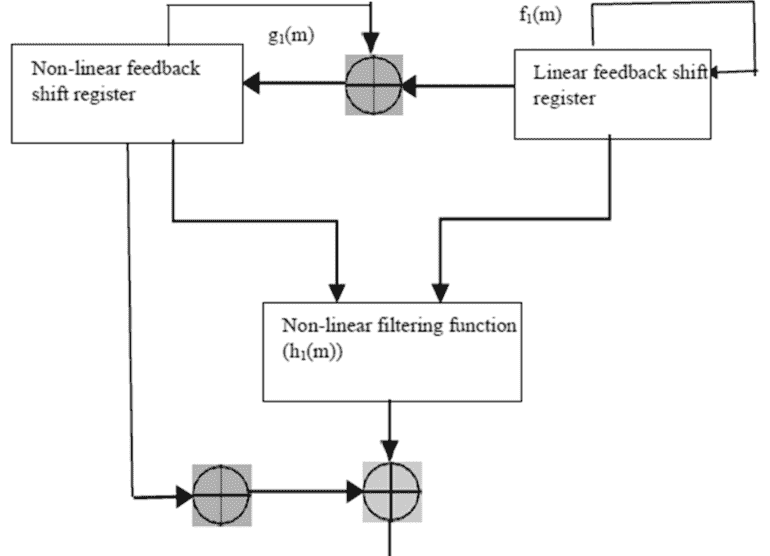 g₁(m)
f₁(m)
Non-linear feedback
shift register
Linear feedback shift
register
Non-linear filtering function
(h₁(m))